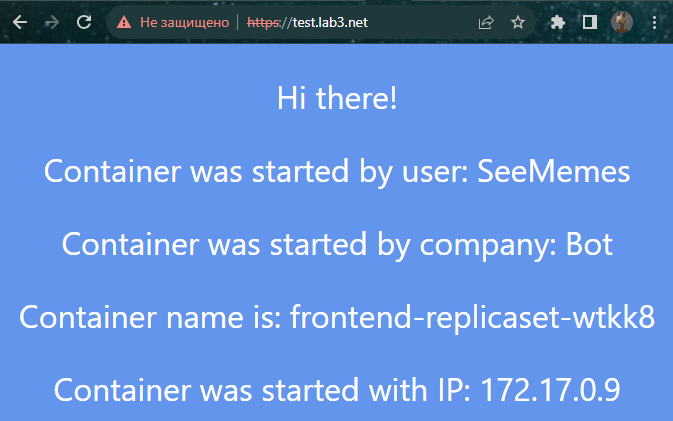 Не защищено https://test.lab3.net
Hi there!
Container was started by user: SeeMemes
Container was started by company: Bot
Container name is: frontend-replicaset-wtkk8
Container was started with IP: 172.17.0.9